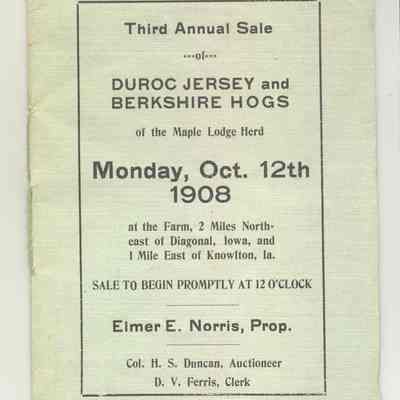 Third Annual Sale
...of...
DUROC JERSEY and
BERKSHIRE HOGS
of the Maple Lodge Herd
Monday, Oct. 12th
1908
at the Farm, 2 Miles North-
east of Diagonal, Iowa, and
1 Mile East of Knowlton, Ia.
SALE TO BEGIN PROMPTLY AT 12 O'CLOCK
Elmer E. Norris, Prop.
Col. H. S. Duncan, Auctioneer
D. V. Ferris, Clerk